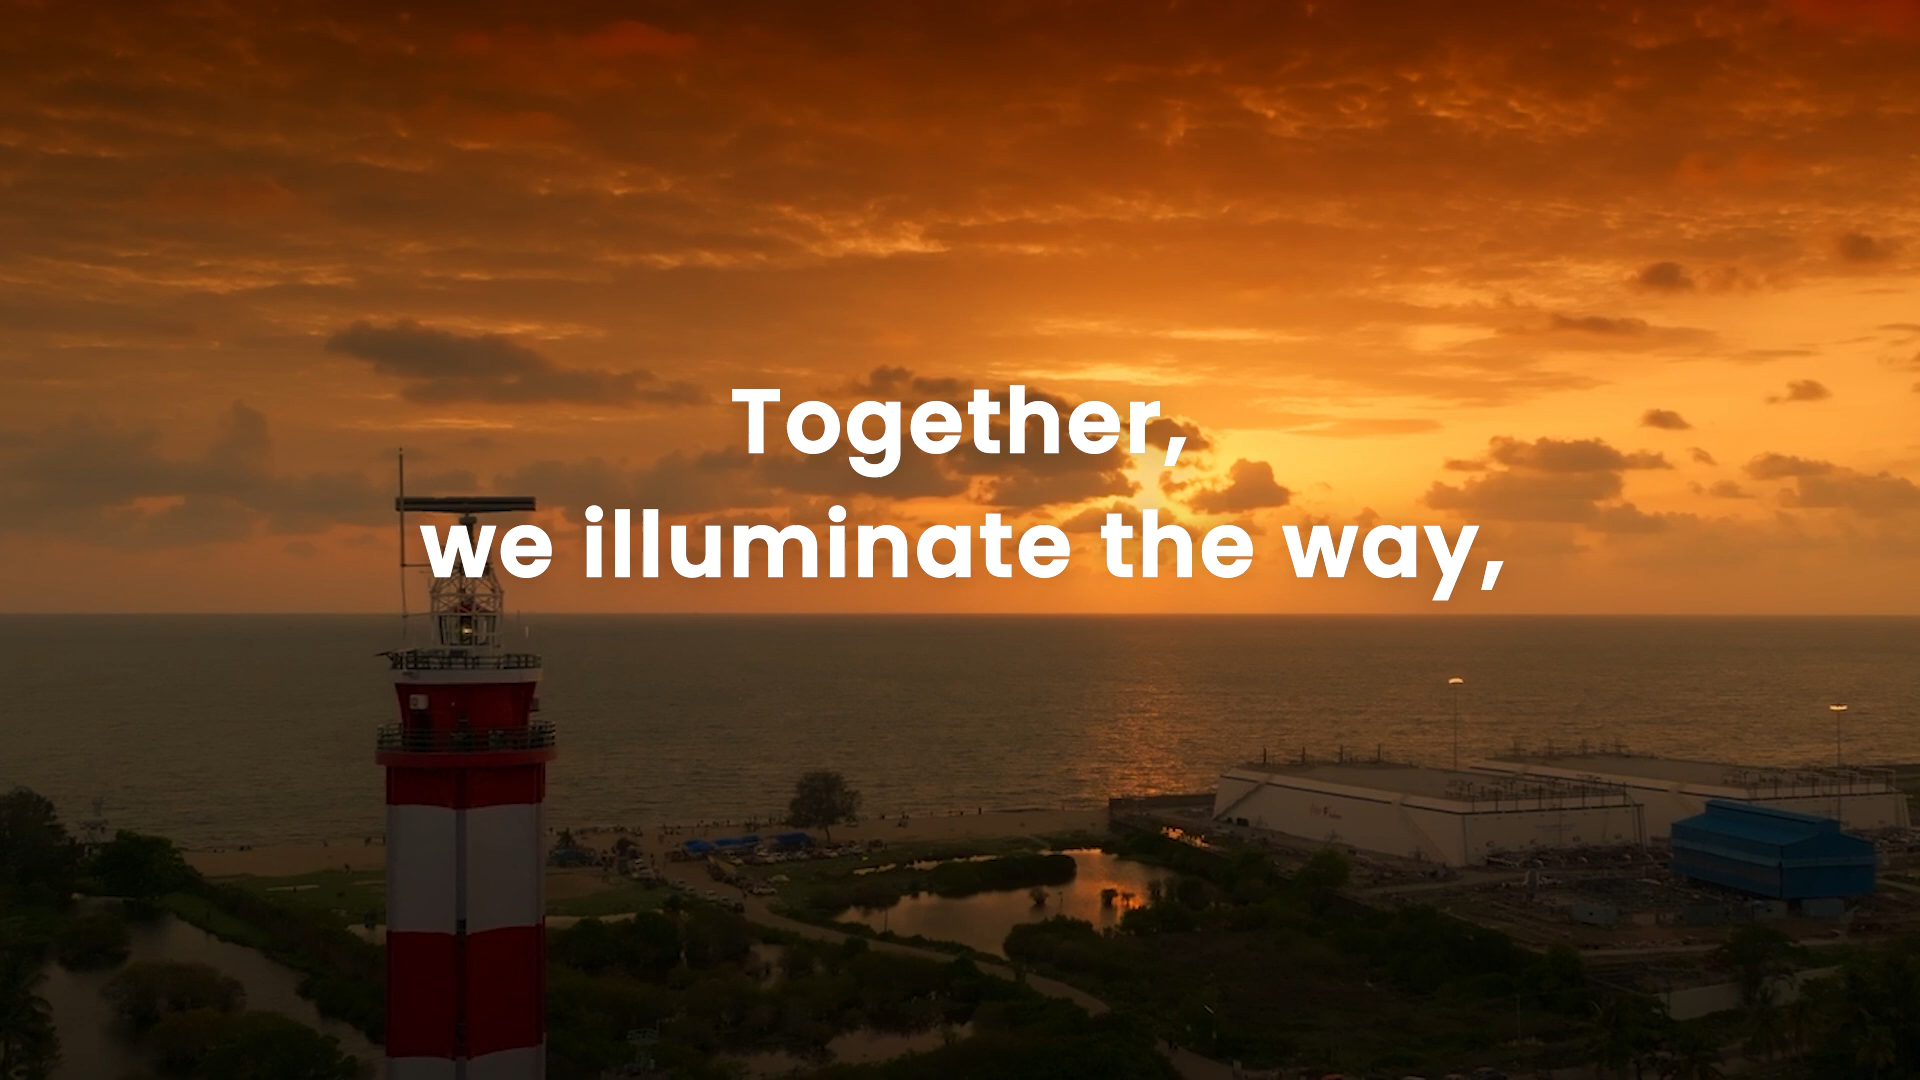 Together,
we illuminate the way,